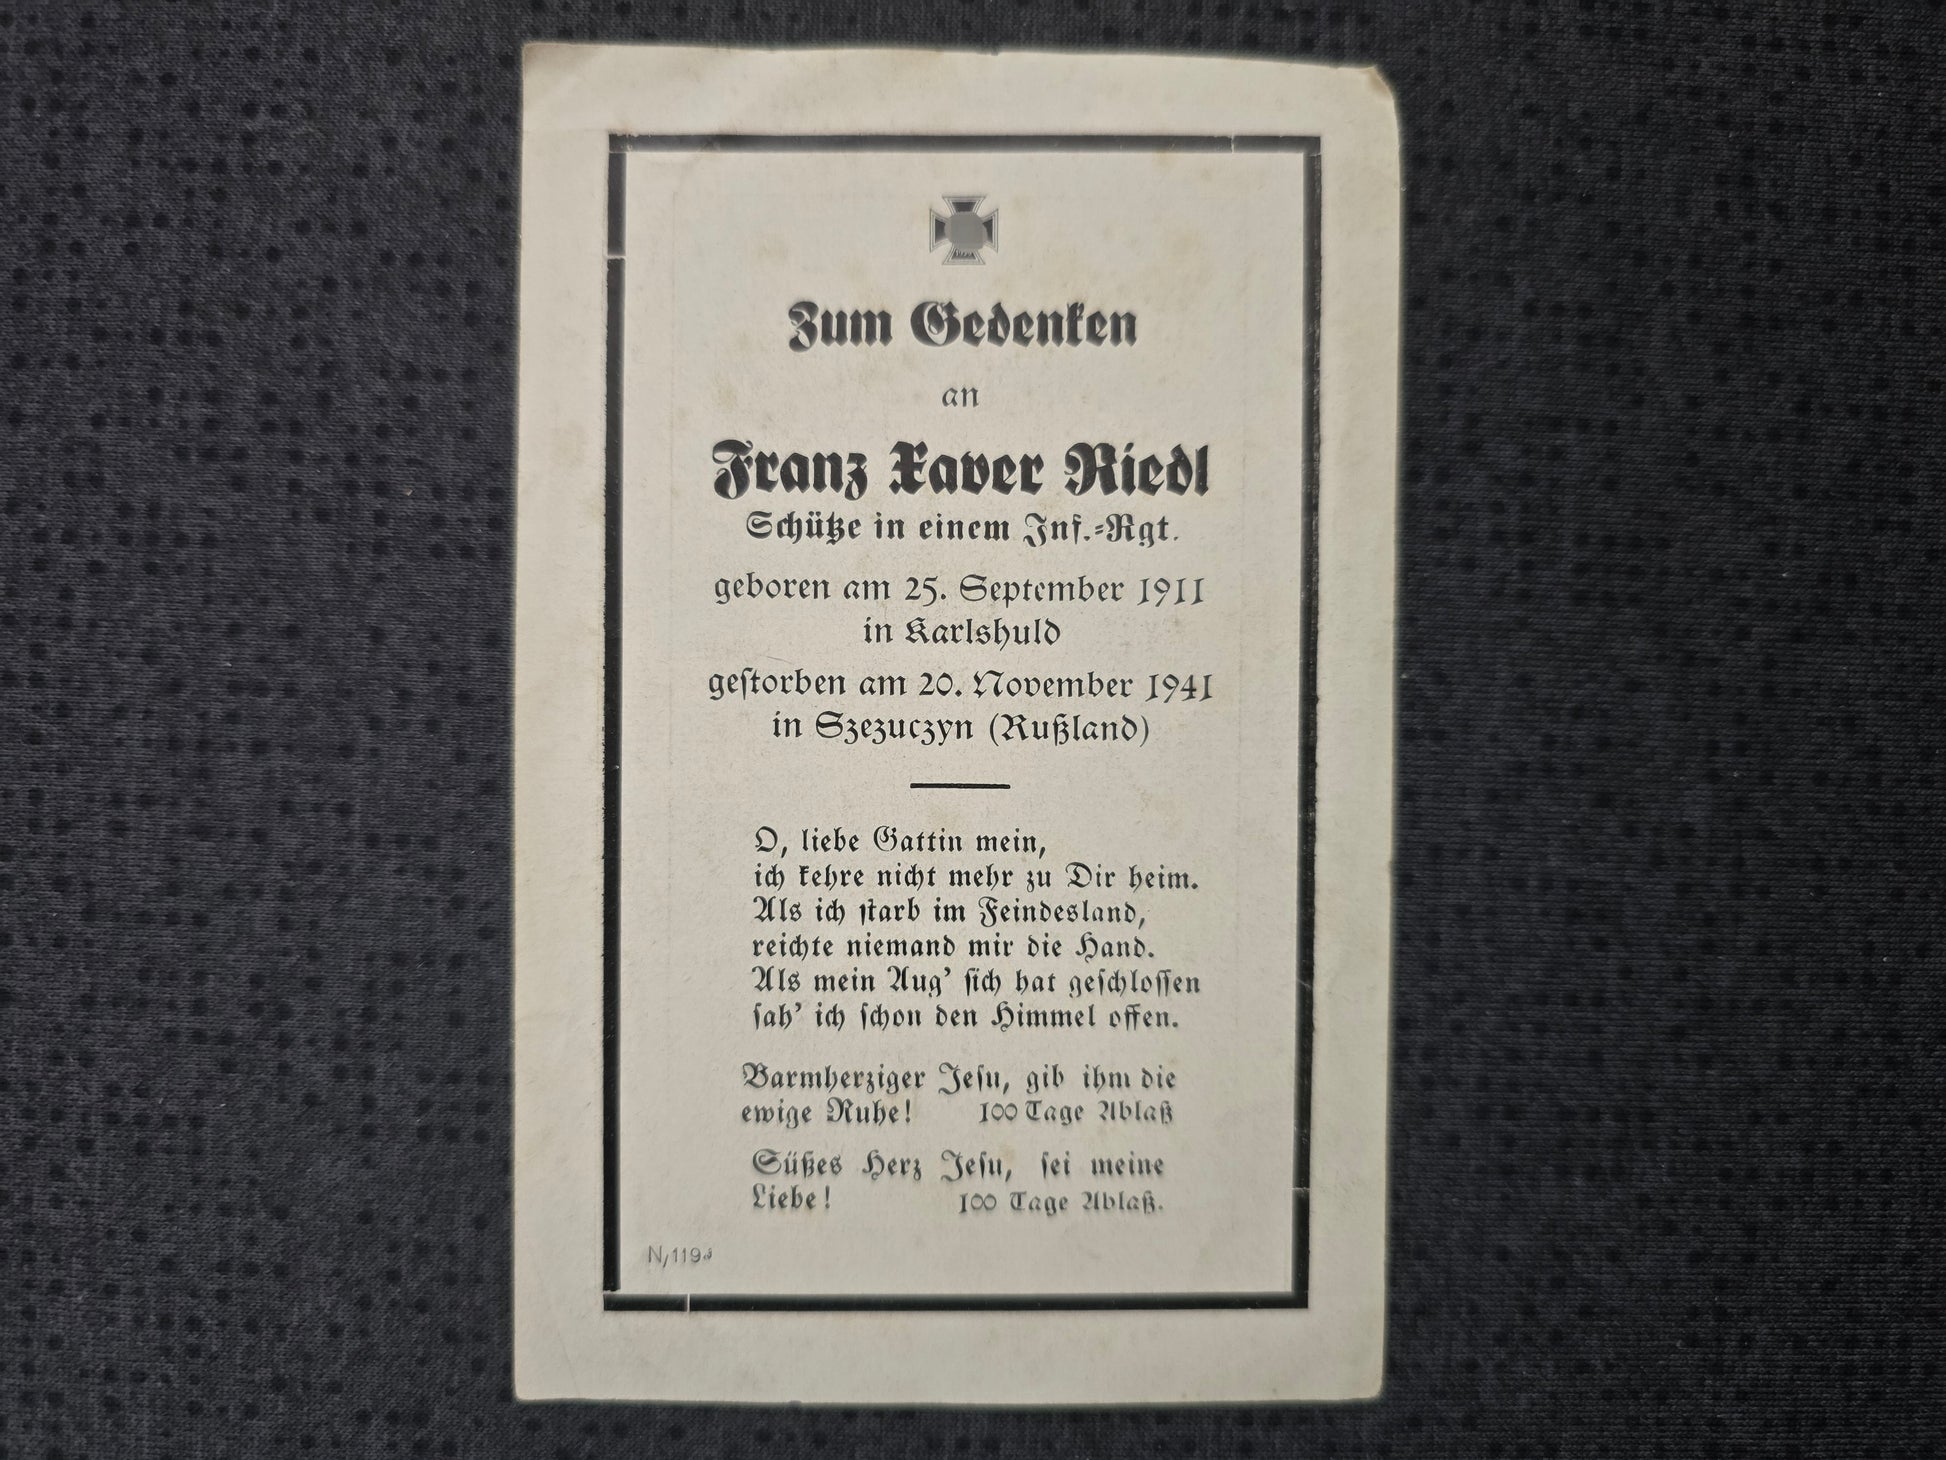 Zum Gedenken
an
Franz Xaver Riedl
Schütze in einem Inf.-Rgt.
geboren am 25. September 1911
in Karlshuld
gestorben am 20. November 1941
in Szezuczyn (Rußland)
O, liebe Gattin mein,
ich kehre nicht mehr zu Dir heim.
Als ich starb im Feindesland,
reichte niemand mir die Hand.
Als mein Aug' sich hat geschlossen
sah' ich schon den Himmel offen.
Barmherziger Jesu, gib ihm die
ewige Ruhe! 100 Tage Ablaß
Süßes Herz Jesu, sei meine
Liebe! 100 Tage Ablaß.